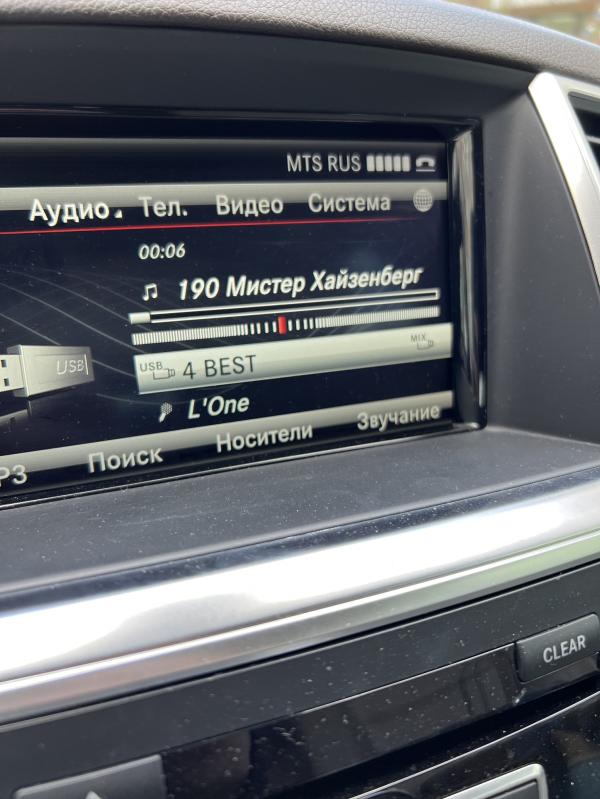 MTS RUS
Аудио Тел. Видео Система
00:06
190 Мистер Хайзенберг
USB
USB 4 BEST MIX
L'One
P3 Поиск Носители Звучание
CLEAR